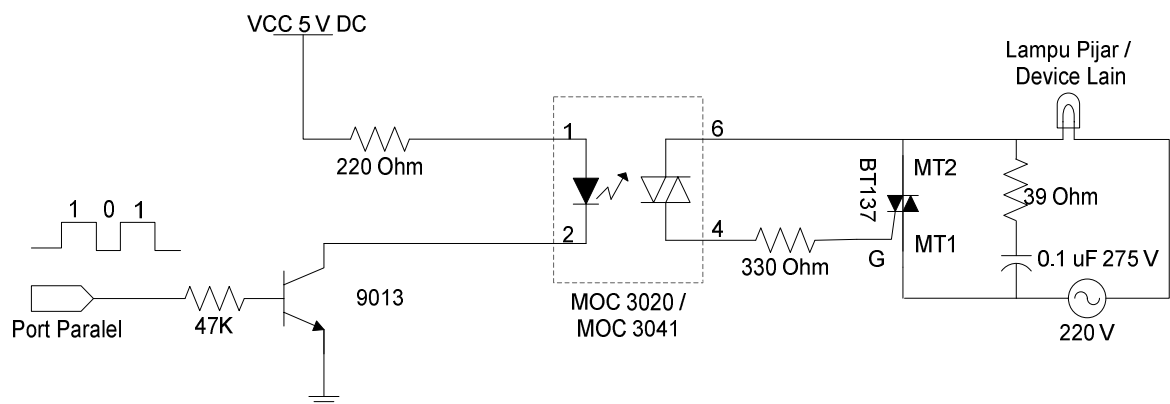 VCC 5 V DC
Lampu Pijar /
Device Lain
1
6
220 Ohm
BT137
MT2
39 Ohm
1 0 1
2
4
330 Ohm
G
MT1
0.1 uF 275 V
9013
MOC 3020 /
MOC 3041
Port Paralel
47K
220 V